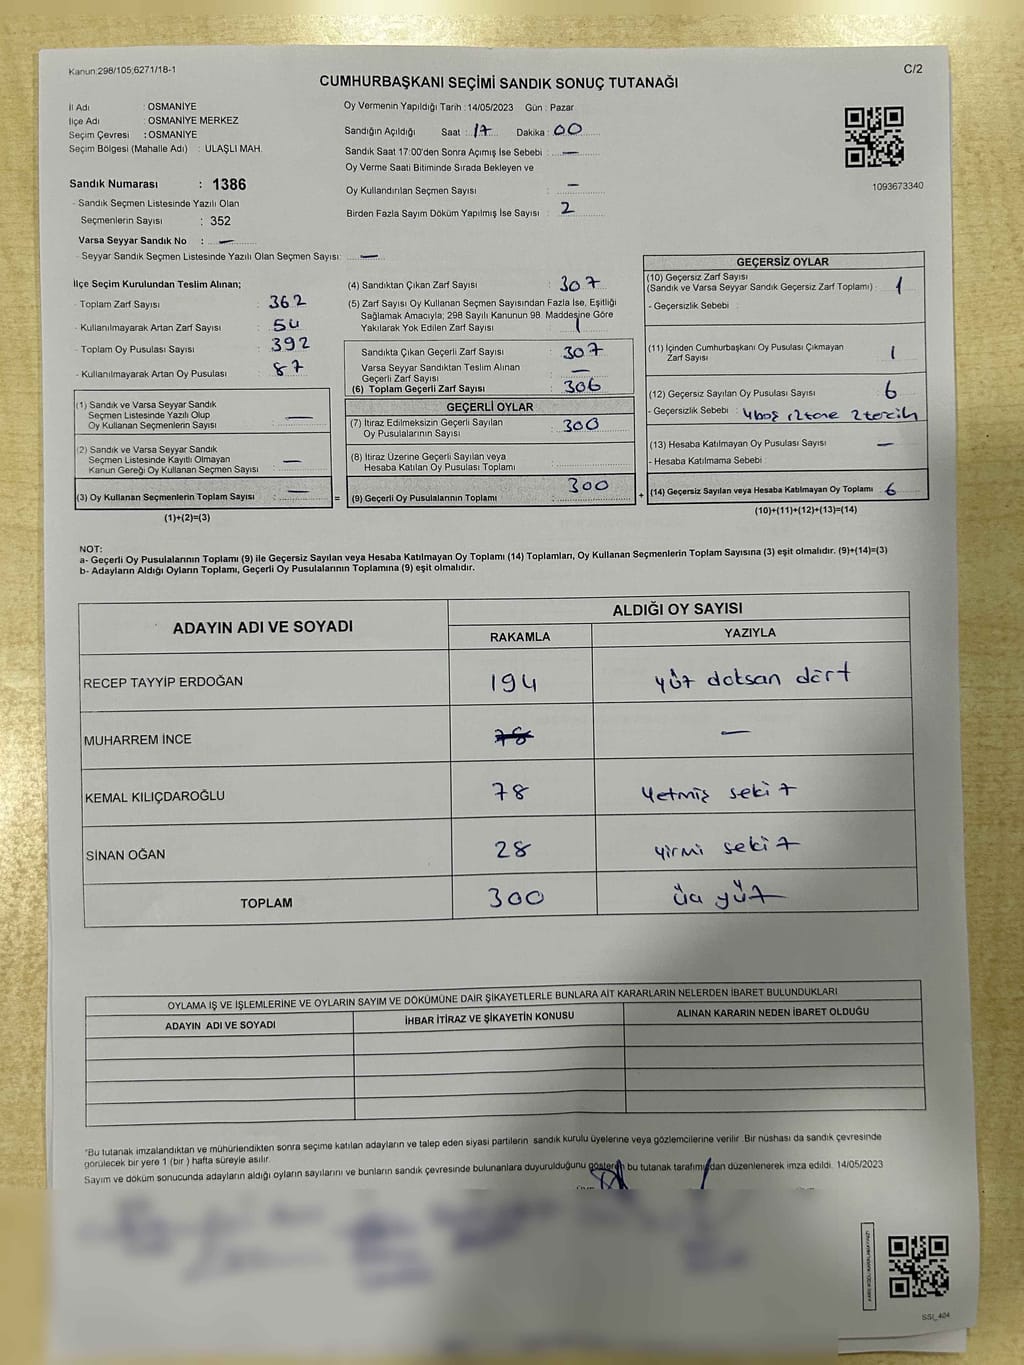 Kanun:298/105;6271/18-1
C/2
CUMHURBAŞKANI SEÇİMİ SANDIK SONUÇ TUTANAĞI
İl Adı : OSMANİYE
İlçe Adı : OSMANİYE MERKEZ
Seçim Çevresi : OSMANİYE
Seçim Bölgesi (Mahalle Adı) : ULAŞLI MAH.
Sandık Numarası : 1386
- Sandık Seçmen Listesinde Yazılı Olan
Seçmenlerin Sayısı : 352
Varsa Seyyar Sandık No : —
- Seyyar Sandık Seçmen Listesinde Yazılı Olan Seçmen Sayısı: —
Oy Vermenin Yapıldığı Tarih : 14/05/2023 Gün : Pazar
Sandığın Açıldığı Saat : 17 Dakika : 00
Sandık Saat 17:00'den Sonra Açımış İse Sebebi : —
Oy Verme Saati Bitiminde Sırada Bekleyen ve
Oy Kullandırılan Seçmen Sayısı : —
Birden Fazla Sayım Döküm Yapılmış İse Sayısı : 2
1093673340
İlçe Seçim Kurulundan Teslim Alınan;
- Toplam Zarf Sayısı : 362
- Kullanılmayarak Artan Zarf Sayısı : 54
- Toplam Oy Pusulası Sayısı : 392
- Kullanılmayarak Artan Oy Pusulası : 87
(1) Sandık ve Varsa Seyyar Sandık
Seçmen Listesinde Yazılı Olup
Oy Kullanan Seçmenlerin Sayısı : —
(2) Sandık ve Varsa Seyyar Sandık
Seçmen Listesinde Kayıtlı Olmayan
Kanun Gereği Oy Kullanan Seçmen Sayısı : —
(3) Oy Kullanan Seçmenlerin Toplam Sayısı : —
(1)+(2)=(3)
=
(4) Sandıktan Çıkan Zarf Sayısı : 307
(5) Zarf Sayısı Oy Kullanan Seçmen Sayısından Fazla İse, Eşitliği
Sağlamak Amacıyla; 298 Sayılı Kanunun 98. Maddesine Göre
Yakılarak Yok Edilen Zarf Sayısı : 1
Sandıkta Çıkan Geçerli Zarf Sayısı : 307
Varsa Seyyar Sandıktan Teslim Alınan
Geçerli Zarf Sayısı : —
(6) Toplam Geçerli Zarf Sayısı : 306
GEÇERLİ OYLAR
(7) İtiraz Edilmeksizin Geçerli Sayılan
Oy Pusulalarının Sayısı : 300
(8) İtiraz Üzerine Geçerli Sayılan veya
Hesaba Katılan Oy Pusulası Toplamı :
(9) Geçerli Oy Pusulalarının Toplamı : 300
+
GEÇERSİZ OYLAR
(10) Geçersiz Zarf Sayısı
(Sandık ve Varsa Seyyar Sandık Geçersiz Zarf Toplamı) : 1
- Geçersizlik Sebebi :
(11) İçinden Cumhurbaşkanı Oy Pusulası Çıkmayan
Zarf Sayısı : 1
(12) Geçersiz Sayılan Oy Pusulası Sayısı : 6
- Geçersizlik Sebebi : 4 boş 2 tane 2 tercih
(13) Hesaba Katılmayan Oy Pusulası Sayısı : —
- Hesaba Katılmama Sebebi :
(14) Geçersiz Sayılan veya Hesaba Katılmayan Oy Toplamı : 6
(10)+(11)+(12)+(13)=(14)
NOT:
a- Geçerli Oy Pusulalarının Toplamı (9) ile Geçersiz Sayılan veya Hesaba Katılmayan Oy Toplamı (14) Toplamları, Oy Kullanan Seçmenlerin Toplam Sayısına (3) eşit olmalıdır. (9)+(14)=(3)
b- Adayların Aldığı Oyların Toplamı, Geçerli Oy Pusulalarının Toplamına (9) eşit olmalıdır.
ADAYIN ADI VE SOYADI
ALDIĞI OY SAYISI
RAKAMLA YAZIYLA
RECEP TAYYİP ERDOĞAN 194 yüz doksan dört
MUHARREM İNCE 78 —
KEMAL KILIÇDAROĞLU 78 yetmiş sekiz
SİNAN OĞAN 28 yirmi sekiz
TOPLAM 300 üç yüz
OYLAMA İŞ VE İŞLEMLERİNE VE OYLARIN SAYIM VE DÖKÜMÜNE DAİR ŞİKAYETLERLE BUNLARA AİT KARARLARIN NELERDEN İBARET BULUNDUKLARI
ADAYIN ADI VE SOYADI İHBAR İTİRAZ VE ŞİKAYETİN KONUSU ALINAN KARARIN NEDEN İBARET OLDUĞU
"Bu tutanak imzalandıktan ve mühürlendikten sonra seçime katılan adayların ve talep eden siyasi partilerin sandık kurulu üyelerine veya gözlemcilerine verilir. Bir nüshası da sandık çevresinde
görülecek bir yere 1 (bir ) hafta süreyle asılır.
Sayım ve döküm sonucunda adayların aldığı oyların sayılarını ve bunların sandık çevresinde bulunanlara duyurulduğunu gösteren bu tutanak tarafımızdan düzenlenerek imza edildi. 14/05/2023
SSI_404